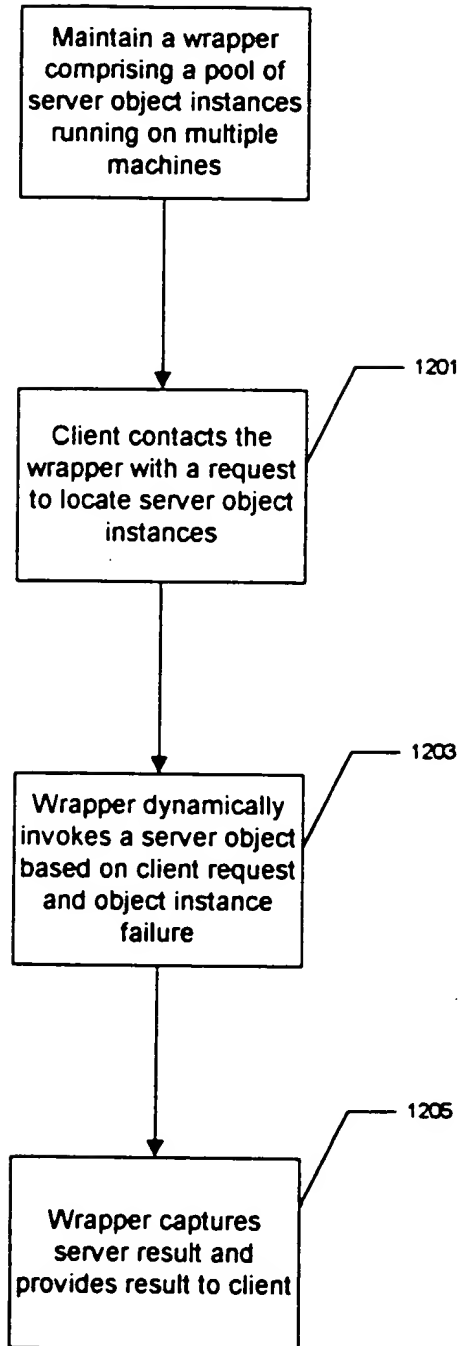 Maintain a wrapper
comprising a pool of
server object instances
running on multiple
machines
1201
Client contacts the
wrapper with a request
to locate server object
instances
1203
Wrapper dynamically
invokes a server object
based on client request
and object instance
failure
1205
Wrapper captures
server result and
provides result to client